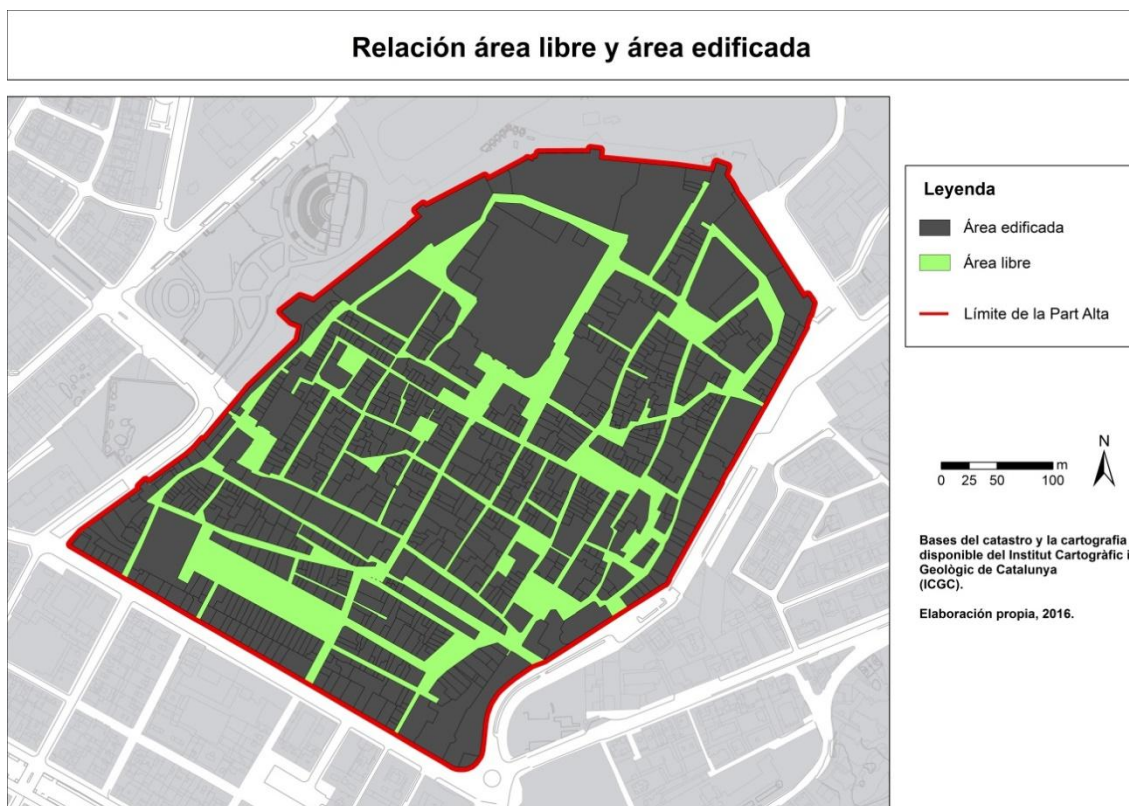 Relación área libre y área edificada
Leyenda
Área edificada
Área libre
Límite de la Part Alta
N
m
0 25 50 100
Bases del catastro y la cartografia
disponible del Institut Cartogràfic i
Geològic de Catalunya
(ICGC).
Elaboración propia, 2016.